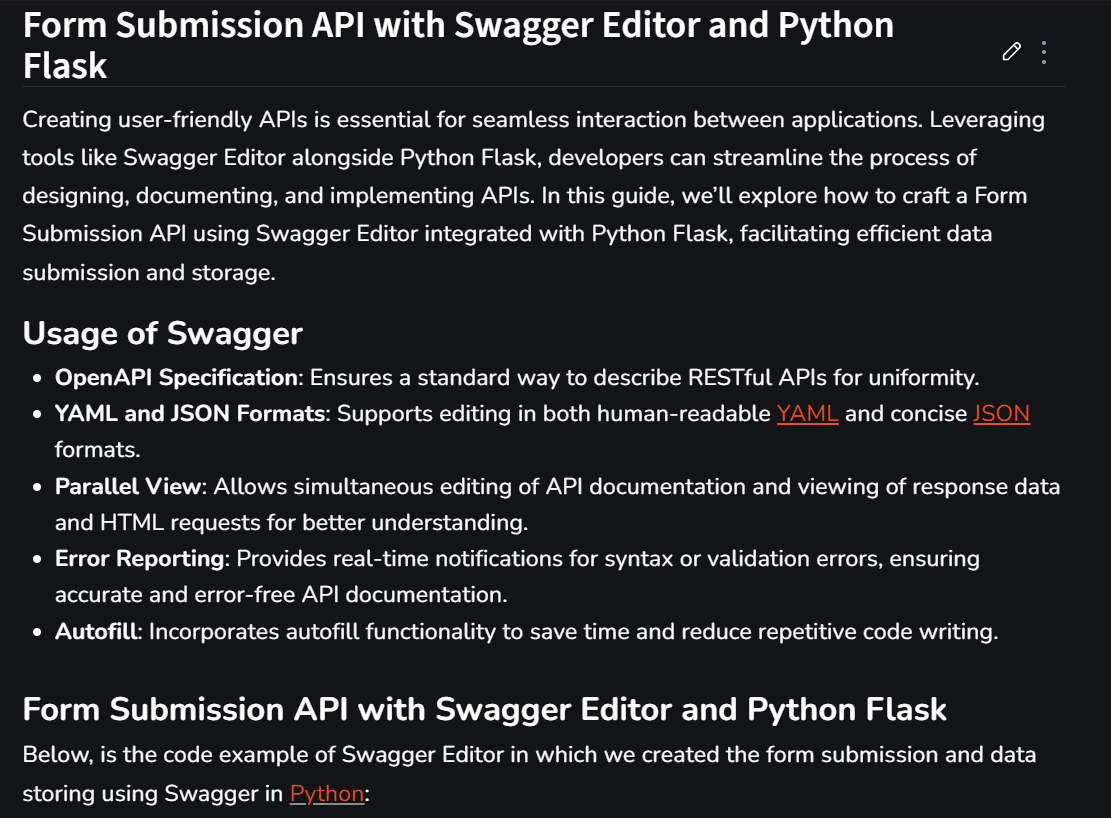 Form Submission API with Swagger Editor and Python
Flask
Creating user-friendly APIs is essential for seamless interaction between applications. Leveraging
tools like Swagger Editor alongside Python Flask, developers can streamline the process of
designing, documenting, and implementing APIs. In this guide, we’ll explore how to craft a Form
Submission API using Swagger Editor integrated with Python Flask, facilitating efficient data
submission and storage.
Usage of Swagger
• OpenAPI Specification: Ensures a standard way to describe RESTful APIs for uniformity.
• YAML and JSON Formats: Supports editing in both human-readable YAML and concise JSON
formats.
• Parallel View: Allows simultaneous editing of API documentation and viewing of response data
and HTML requests for better understanding.
• Error Reporting: Provides real-time notifications for syntax or validation errors, ensuring
accurate and error-free API documentation.
• Autofill: Incorporates autofill functionality to save time and reduce repetitive code writing.
Form Submission API with Swagger Editor and Python Flask
Below, is the code example of Swagger Editor in which we created the form submission and data
storing using Swagger in Python: